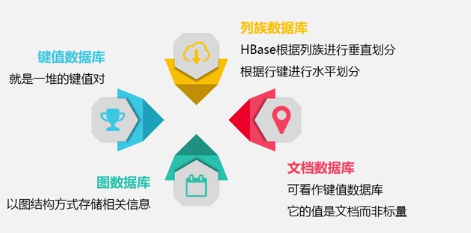 列族数据库
HBase根据列族进行垂直划分
根据行键进行水平划分
键值数据库
就是一堆的键值对
文档数据库
可看作键值数据库
它的值是文档而非标量
图数据库
以图结构方式存储相关信息